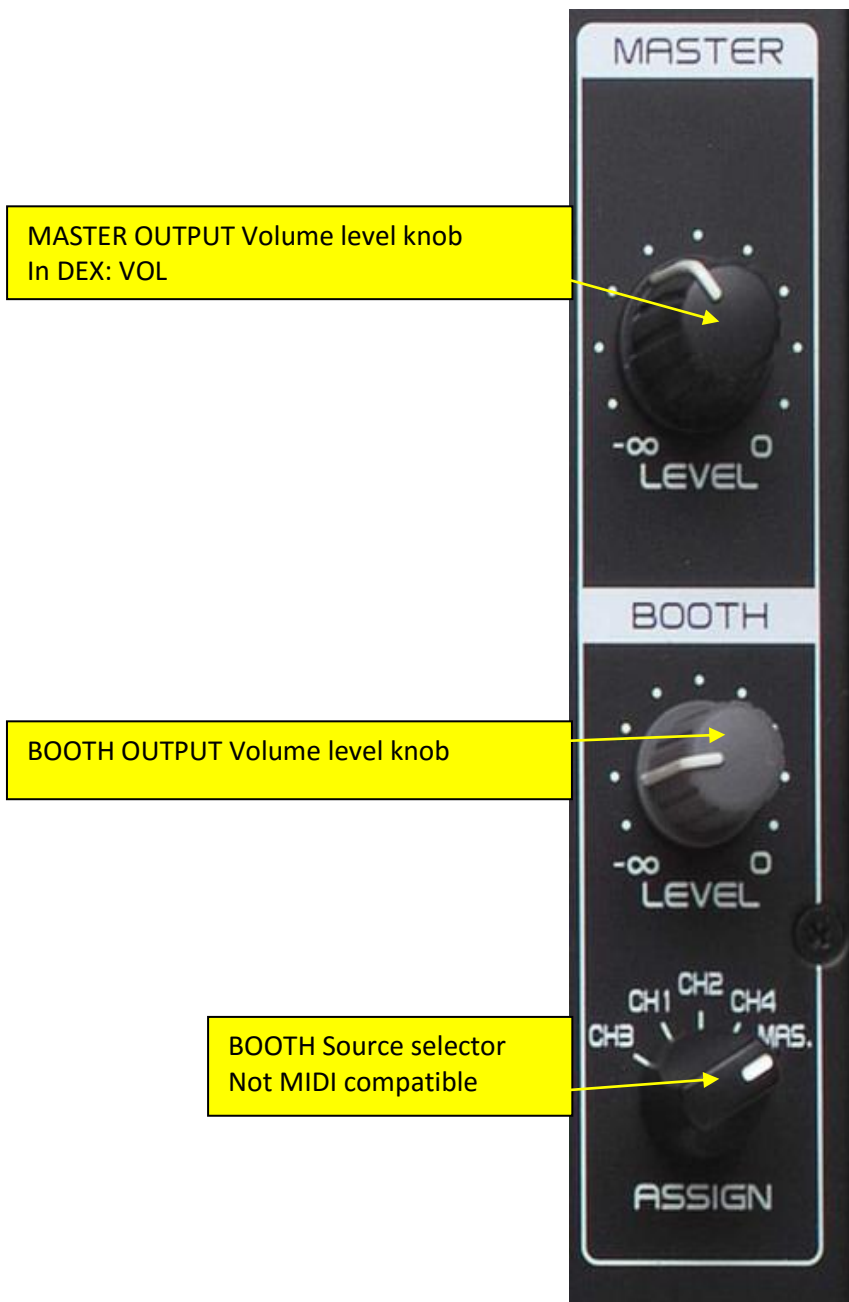 MASTER
MASTER OUTPUT Volume level knob
In DEX: VOL
-∞ 0
LEVEL
BOOTH
BOOTH OUTPUT Volume level knob
-∞ 0
LEVEL
CH3 CH1 CH2 CH4 MAS.
BOOTH Source selector
Not MIDI compatible
ASSIGN